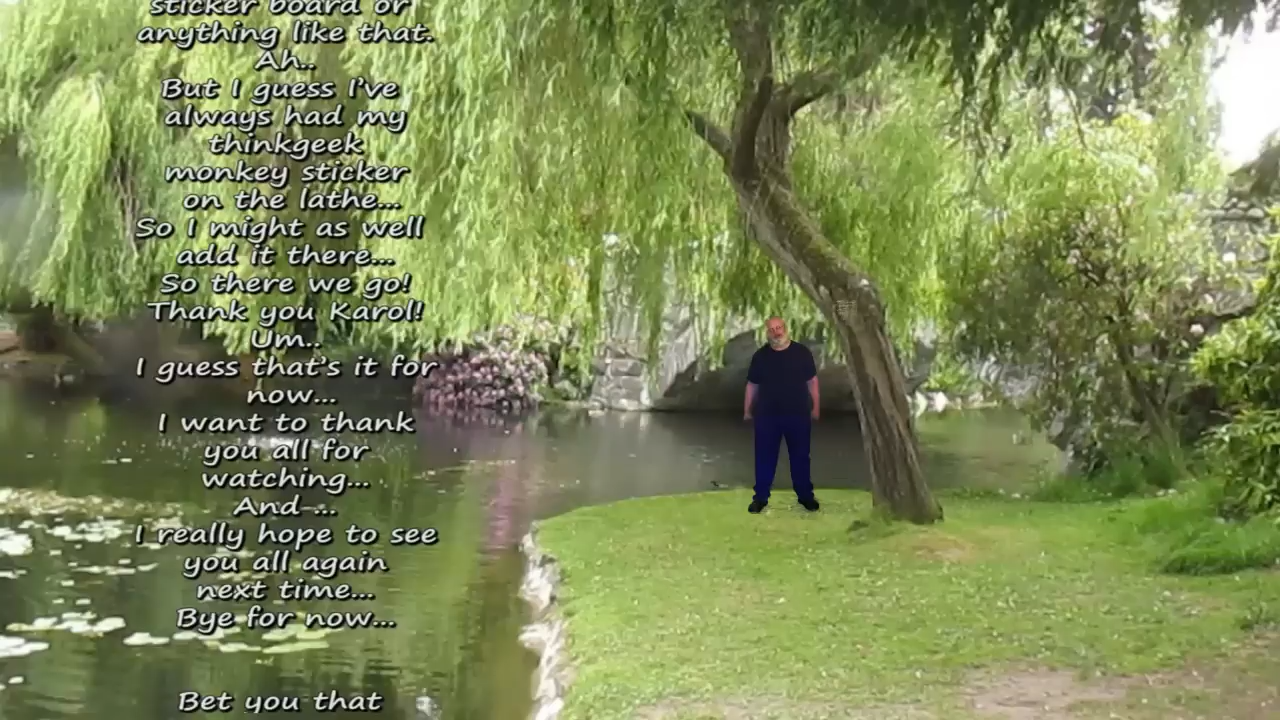 sticker board or
anything like that.
Ah..
But I guess I've
always had my
thinkgeek
monkey sticker
on the lathe...
So I might as well
add it there...
So there we go!
Thank you Karol!
Um..
I guess that's it for
now...
I want to thank
you all for
watching...
And ...
I really hope to see
you all again
next time...
Bye for now...
Bet you that